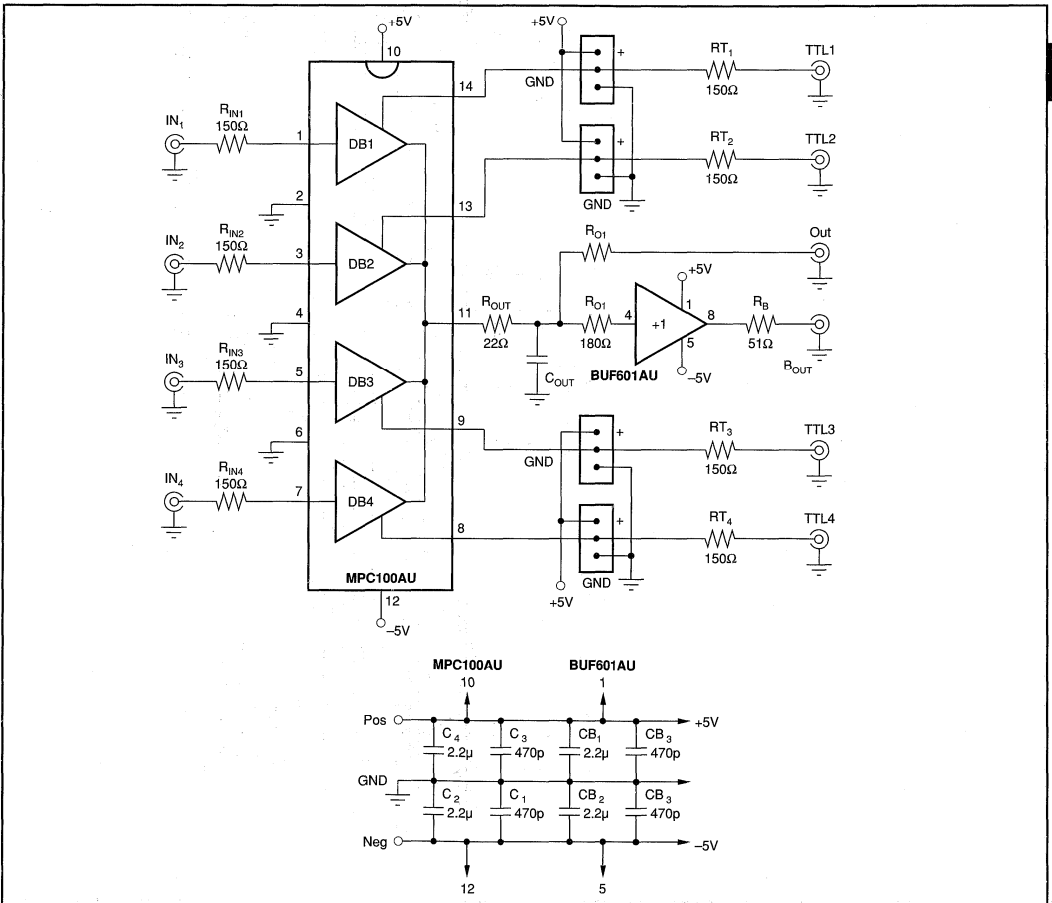 +5V
10
+5V
+
GND
RT1
150Ω
TTL1
14
IN1
RIN1
150Ω
1
DB1
+
GND
RT2
150Ω
TTL2
2
13
IN2
RIN2
150Ω
3
DB2
RO1
Out
+5V
4
11
ROUT
22Ω
RO1
180Ω
4
+1
1
8
5
RB
51Ω
BOUT
COUT
BUF601AU
–5V
IN3
RIN3
150Ω
5
DB3
9
+
GND
RT3
150Ω
TTL3
6
IN4
RIN4
150Ω
7
DB4
8
+
GND
RT4
150Ω
TTL4
MPC100AU
12
–5V
+5V
MPC100AU
BUF601AU
10
1
Pos
+5V
C4
2.2µ
C3
470p
CB1
2.2µ
CB3
470p
GND
C2
2.2µ
C1
470p
CB2
2.2µ
CB3
470p
Neg
–5V
12
5